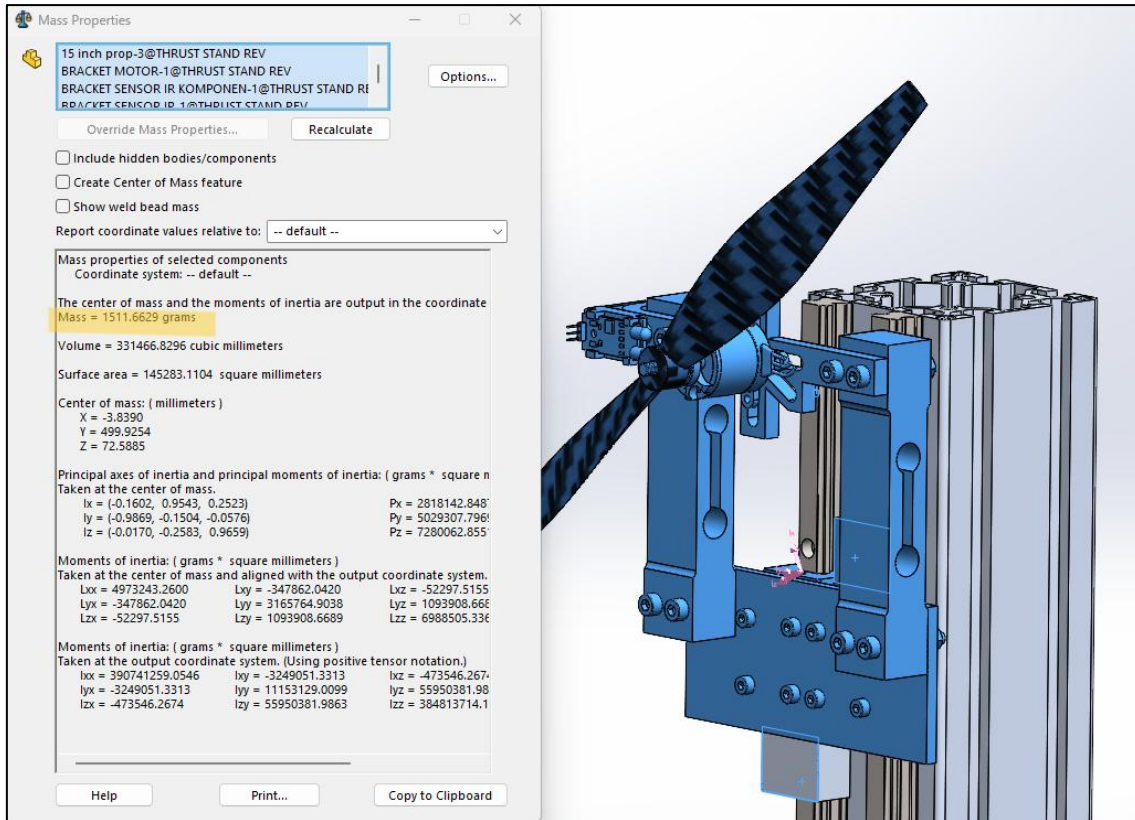 Mass Properties
15 inch prop-3@THRUST STAND REV
BRACKET MOTOR-1@THRUST STAND REV
BRACKET SENSOR IR KOMPONEN-1@THRUST STAND RE
BRACKET SENSOR IR-1@THRUST STAND REV
Options...
Override Mass Properties...
Recalculate
Include hidden bodies/components
Create Center of Mass feature
Show weld bead mass
Report coordinate values relative to: -- default --
Mass properties of selected components
Coordinate system: -- default --
The center of mass and the moments of inertia are output in the coordinate
Mass = 1511.6629 grams
Volume = 331466.8296 cubic millimeters
Surface area = 145283.1104 square millimeters
Center of mass: ( millimeters )
X = -3.8390
Y = 499.9254
Z = 72.5885
Principal axes of inertia and principal moments of inertia: ( grams * square n
Taken at the center of mass.
Ix = (-0.1602, 0.9543, 0.2523) Px = 2818142.848
Iy = (-0.9869, -0.1504, -0.0576) Py = 5029307.796
Iz = (-0.0170, -0.2583, 0.9659) Pz = 7280062.855
Moments of inertia: ( grams * square millimeters )
Taken at the center of mass and aligned with the output coordinate system.
Lxx = 4973243.2600 Lxy = -347862.0420 Lxz = -52297.5155
Lyx = -347862.0420 Lyy = 3165764.9038 Lyz = 1093908.668
Lzx = -52297.5155 Lzy = 1093908.6689 Lzz = 6988505.336
Moments of inertia: ( grams * square millimeters )
Taken at the output coordinate system. (Using positive tensor notation.)
Ixx = 390741259.0546 Ixy = -3249051.3313 Ixz = -473546.267
Iyx = -3249051.3313 Iyy = 11153129.0099 Iyz = 55950381.98
Izx = -473546.2674 Izy = 55950381.9863 Izz = 384813714.1
Help
Print...
Copy to Clipboard